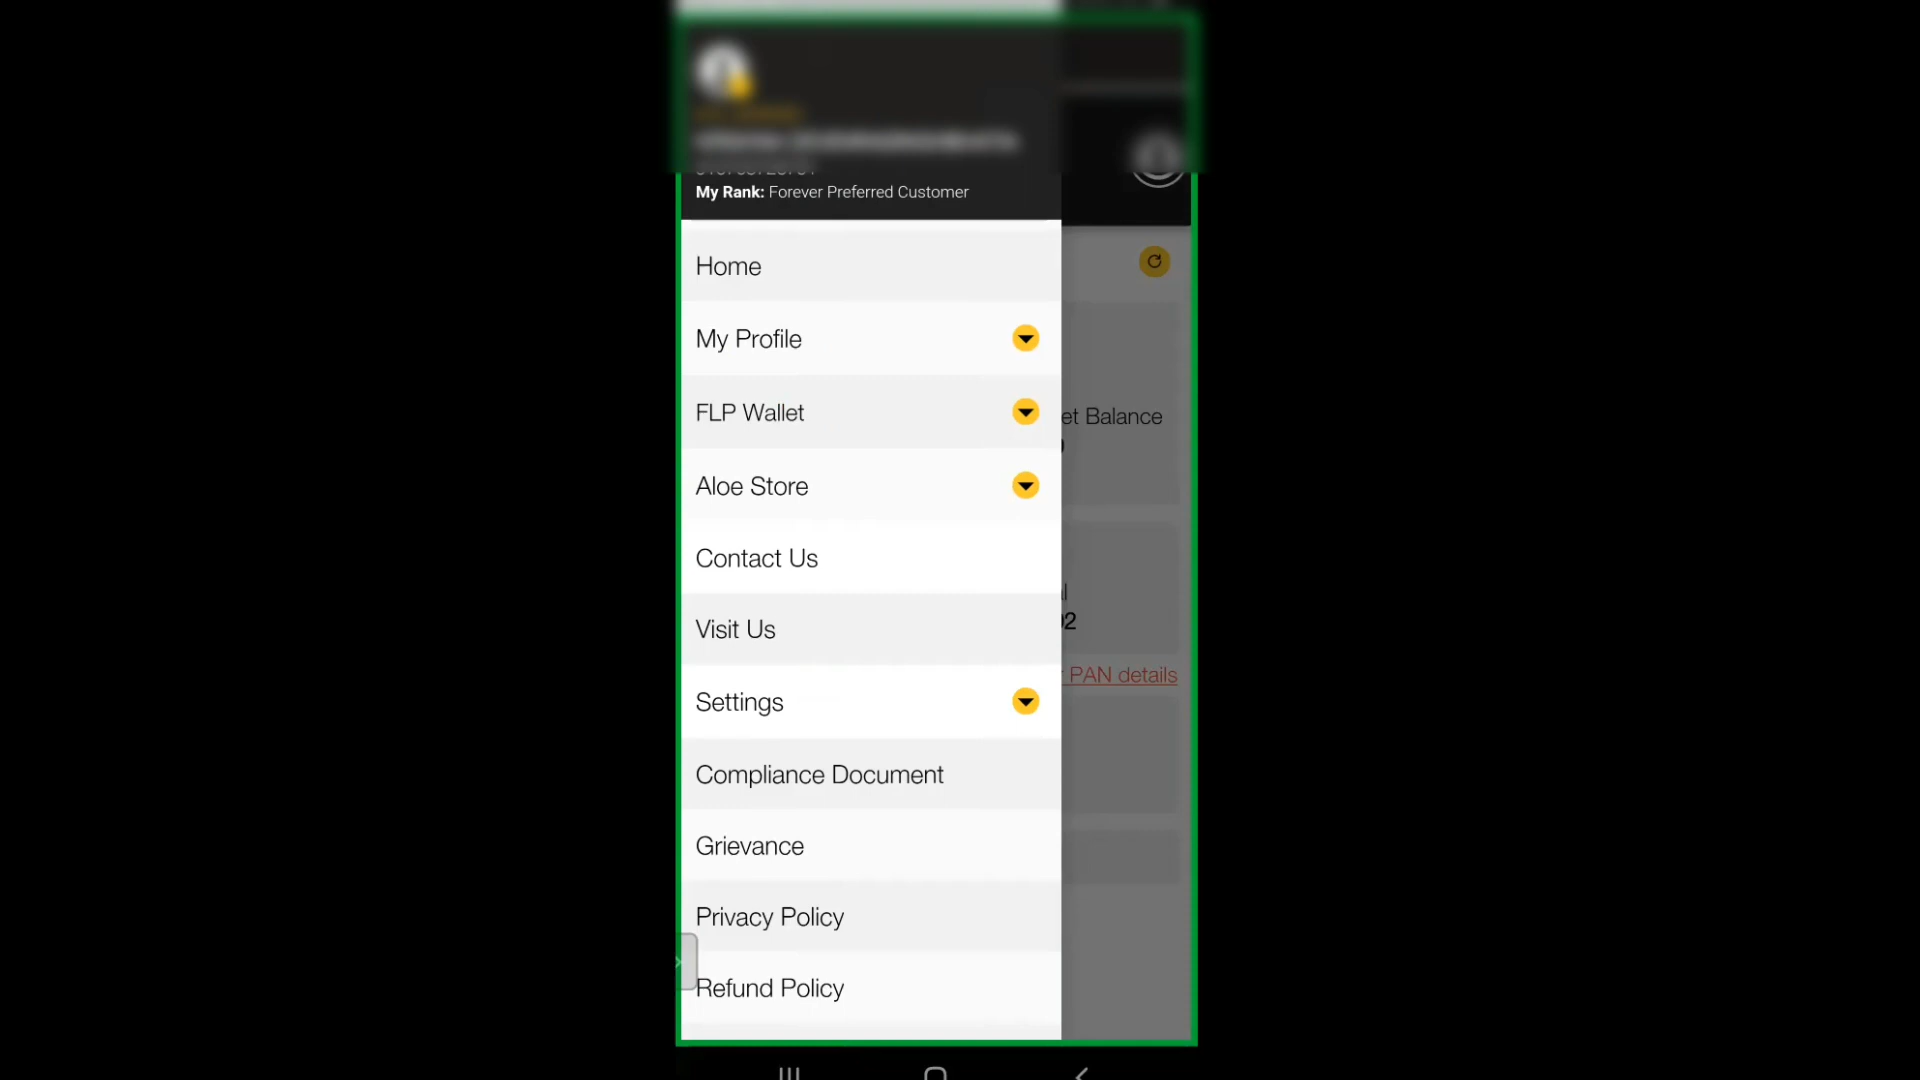 My Rank: Forever Preferred Customer
Home
My Profile
FLP Wallet
et Balance
Aloe Store
Contact Us
02
Visit Us
PAN details
Settings
Compliance Document
Grievance
Privacy Policy
Refund Policy